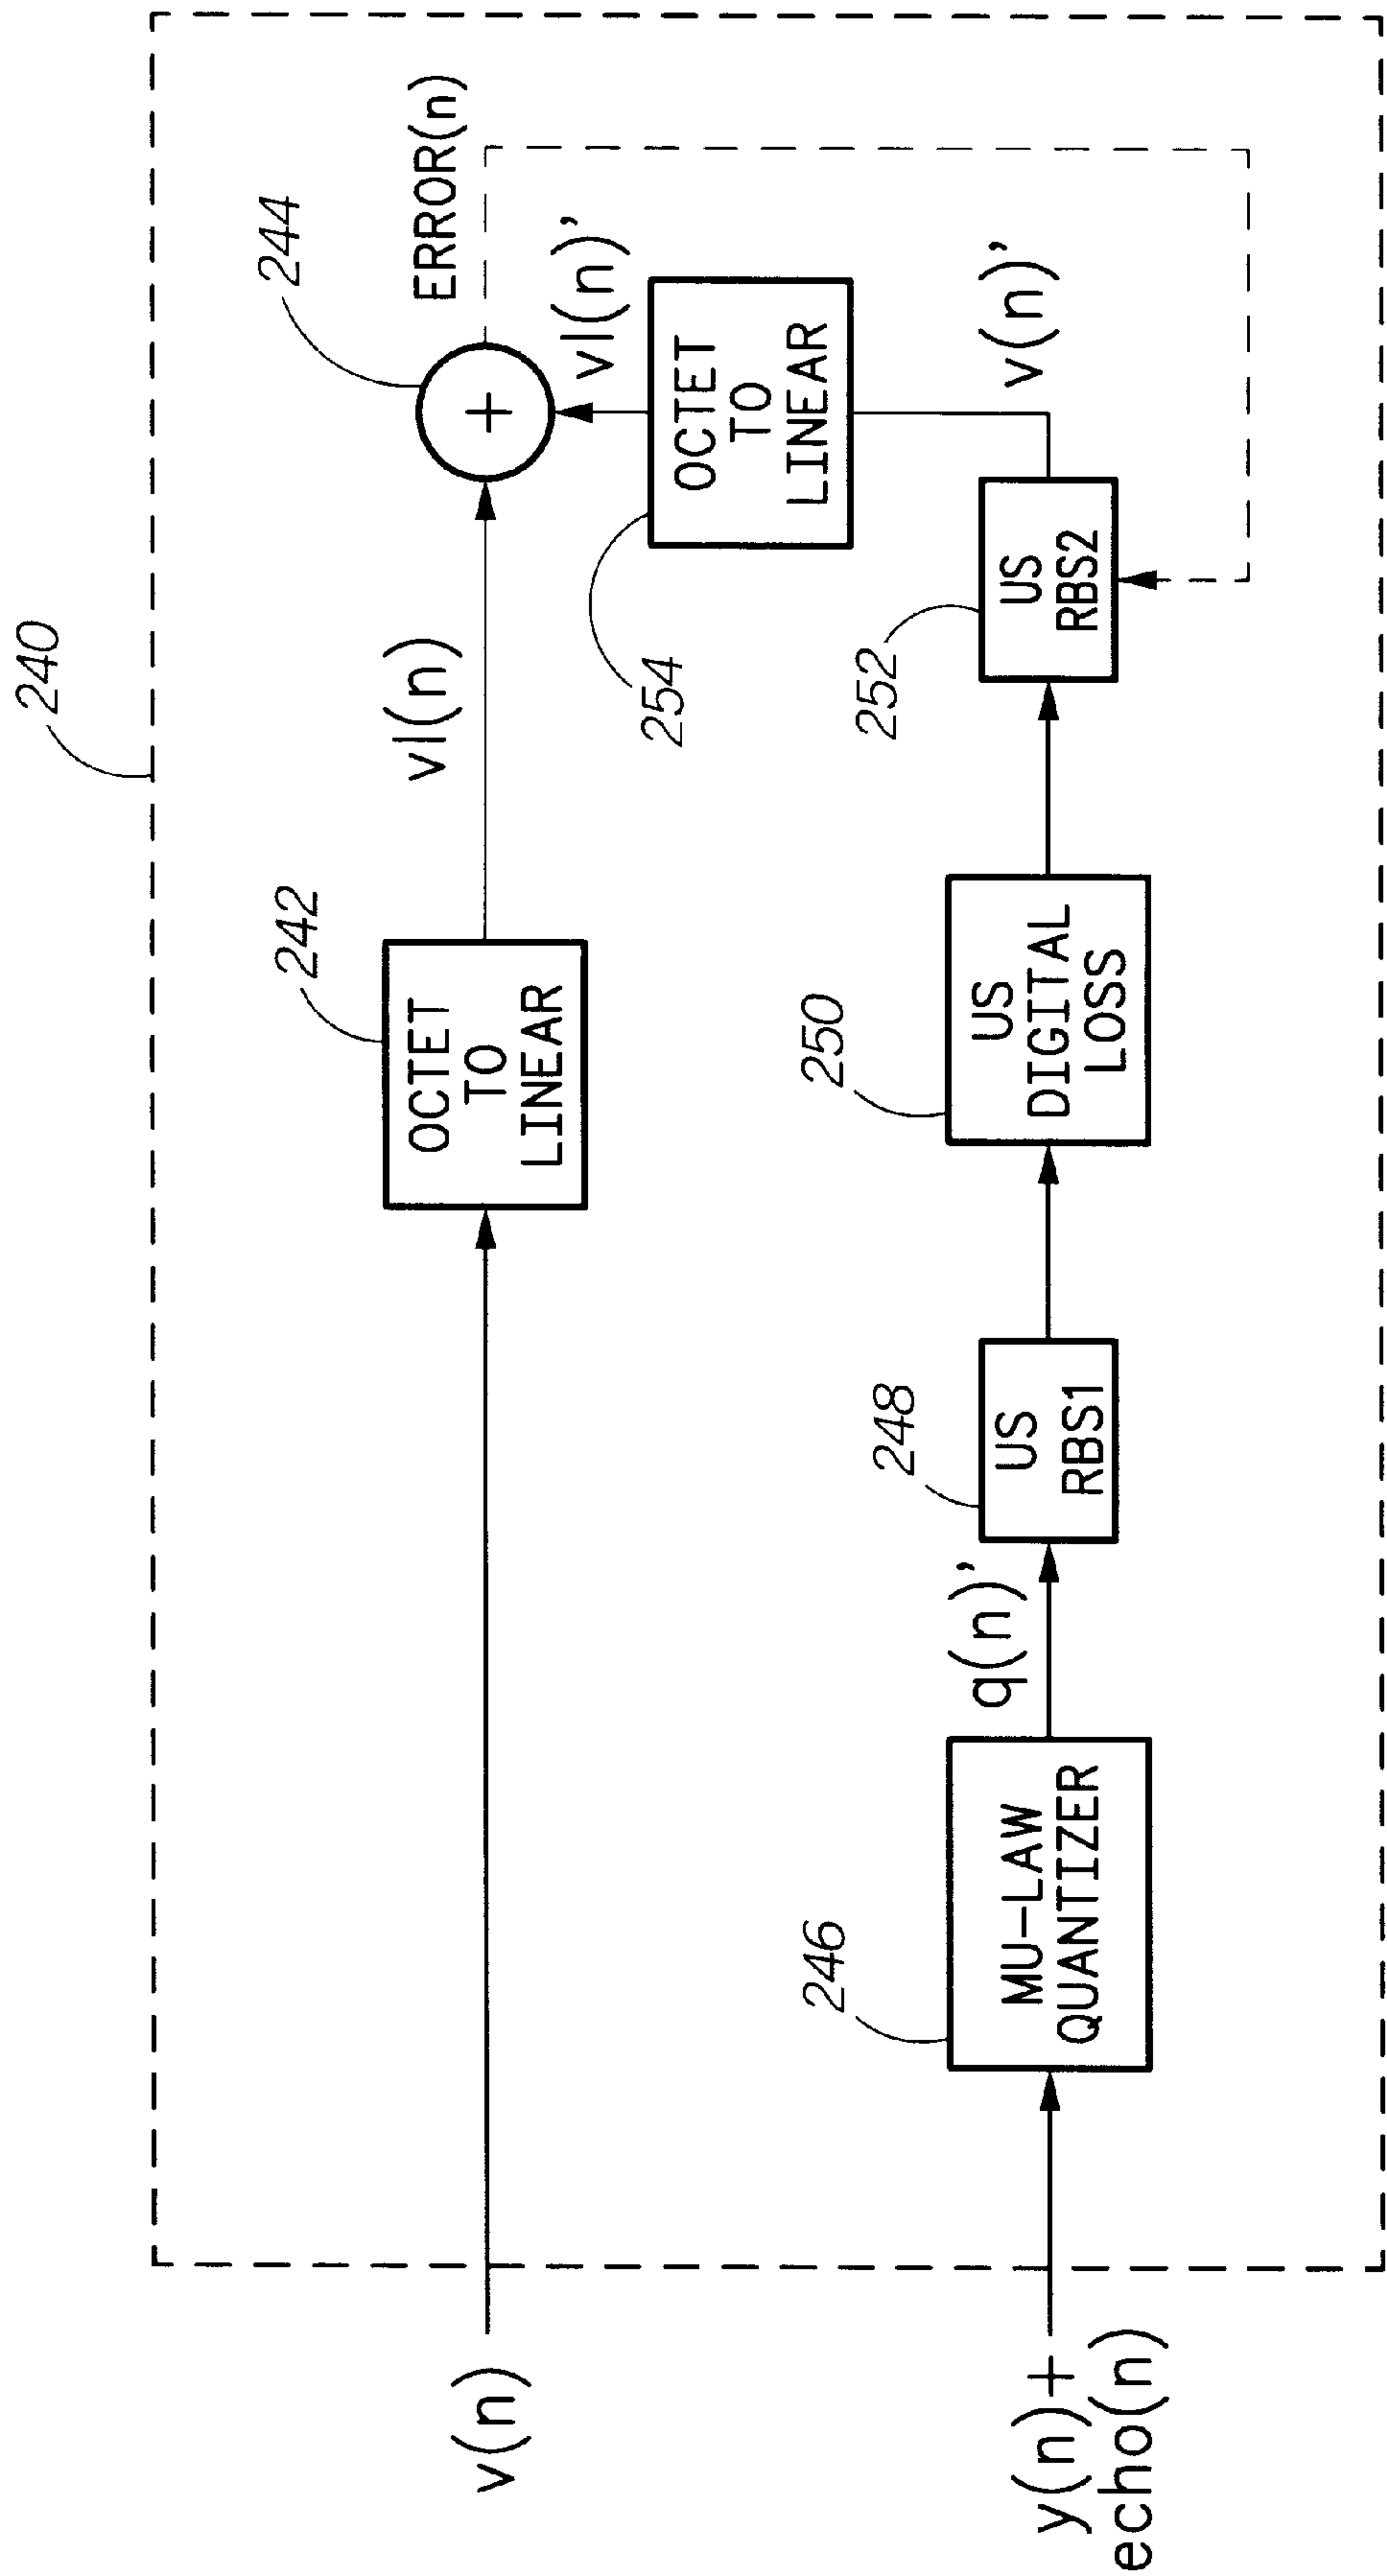 240
v(n)
242
OCTET
TO
LINEAR
vl(n)
244
+
ERROR(n)
vl(n)'
254
OCTET
TO
LINEAR
y(n)+
echo(n)
246
MU-LAW
QUANTIZER
q(n)'
248
US
RBS1
250
US
DIGITAL
LOSS
252
US
RBS2
v(n)'